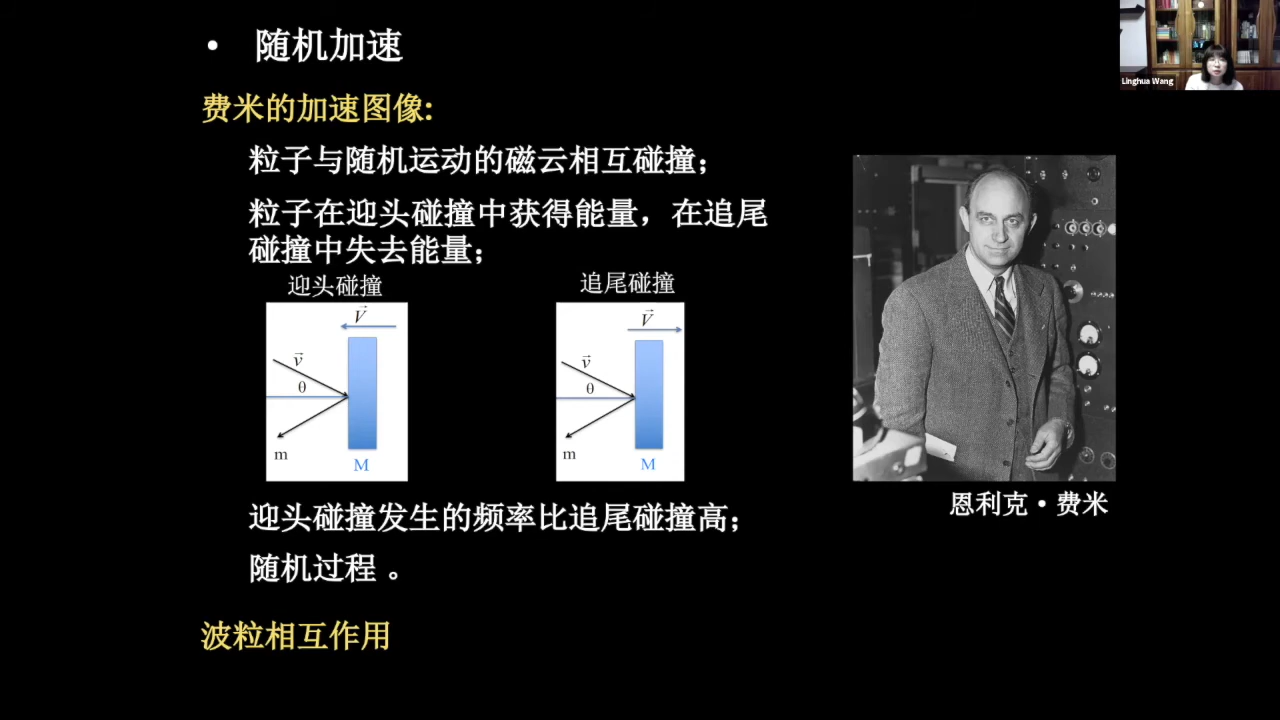 • 随机加速
Linghua Wang
费米的加速图像:
粒子与随机运动的磁云相互碰撞；
粒子在迎头碰撞中获得能量，在追尾
碰撞中失去能量；
迎头碰撞
追尾碰撞
V
v
θ
m
M
V
v
θ
m
M
恩利克·费米
迎头碰撞发生的频率比追尾碰撞高；
随机过程 。
波粒相互作用